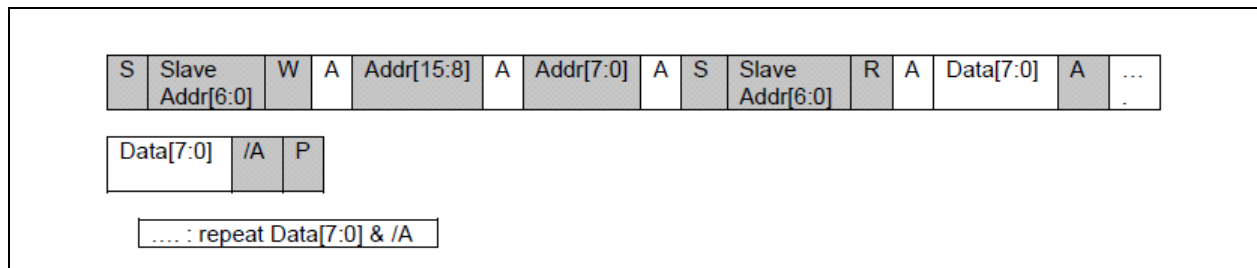 S Slave Addr[6:0] W A Addr[15:8] A Addr[7:0] A S Slave Addr[6:0] R A Data[7:0] A ... .
Data[7:0] /A P
.... : repeat Data[7:0] & /A